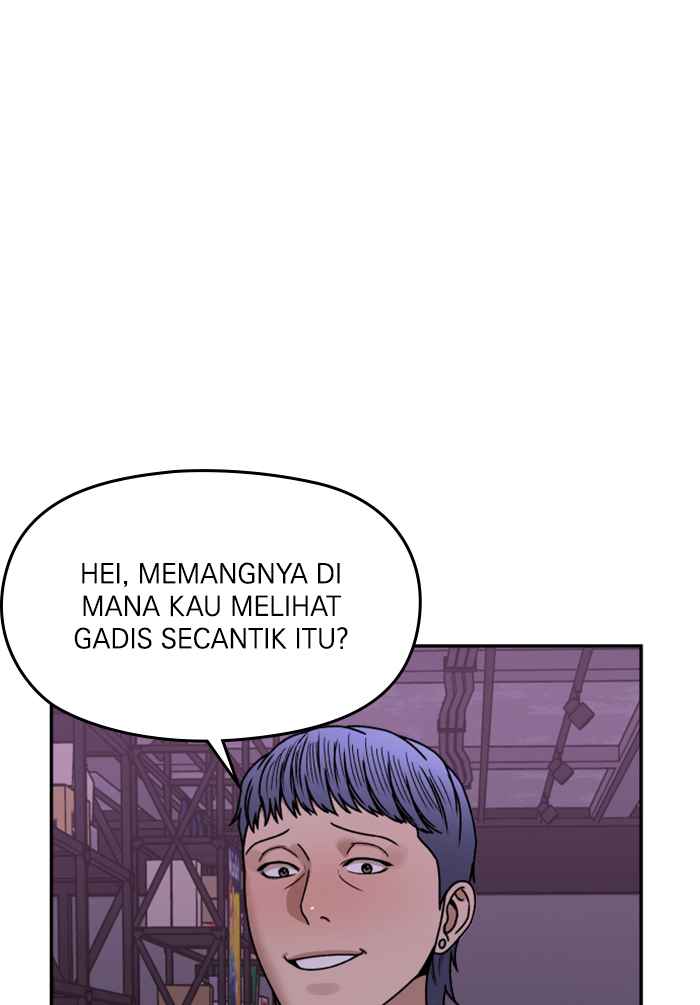 HEI, MEMANGNYA DI
MANA KAU MELIHAT
GADIS SECANTIK ITU?